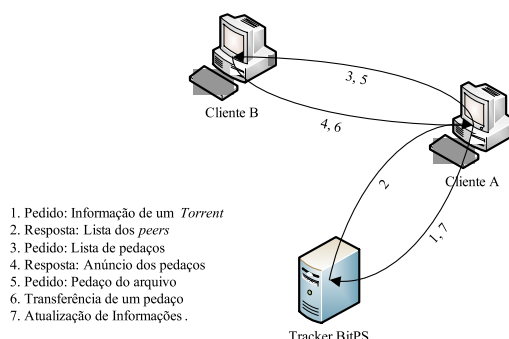 3, 5
Cliente B
4, 6
Cliente A
2
1, 7
1. Pedido: Informação de um Torrent
2. Resposta: Lista dos peers
3. Pedido: Lista de pedaços
4. Resposta: Anúncio dos pedaços
5. Pedido: Pedaço do arquivo
6. Transferência de um pedaço
7. Atualização de Informações .
Tracker BitPS